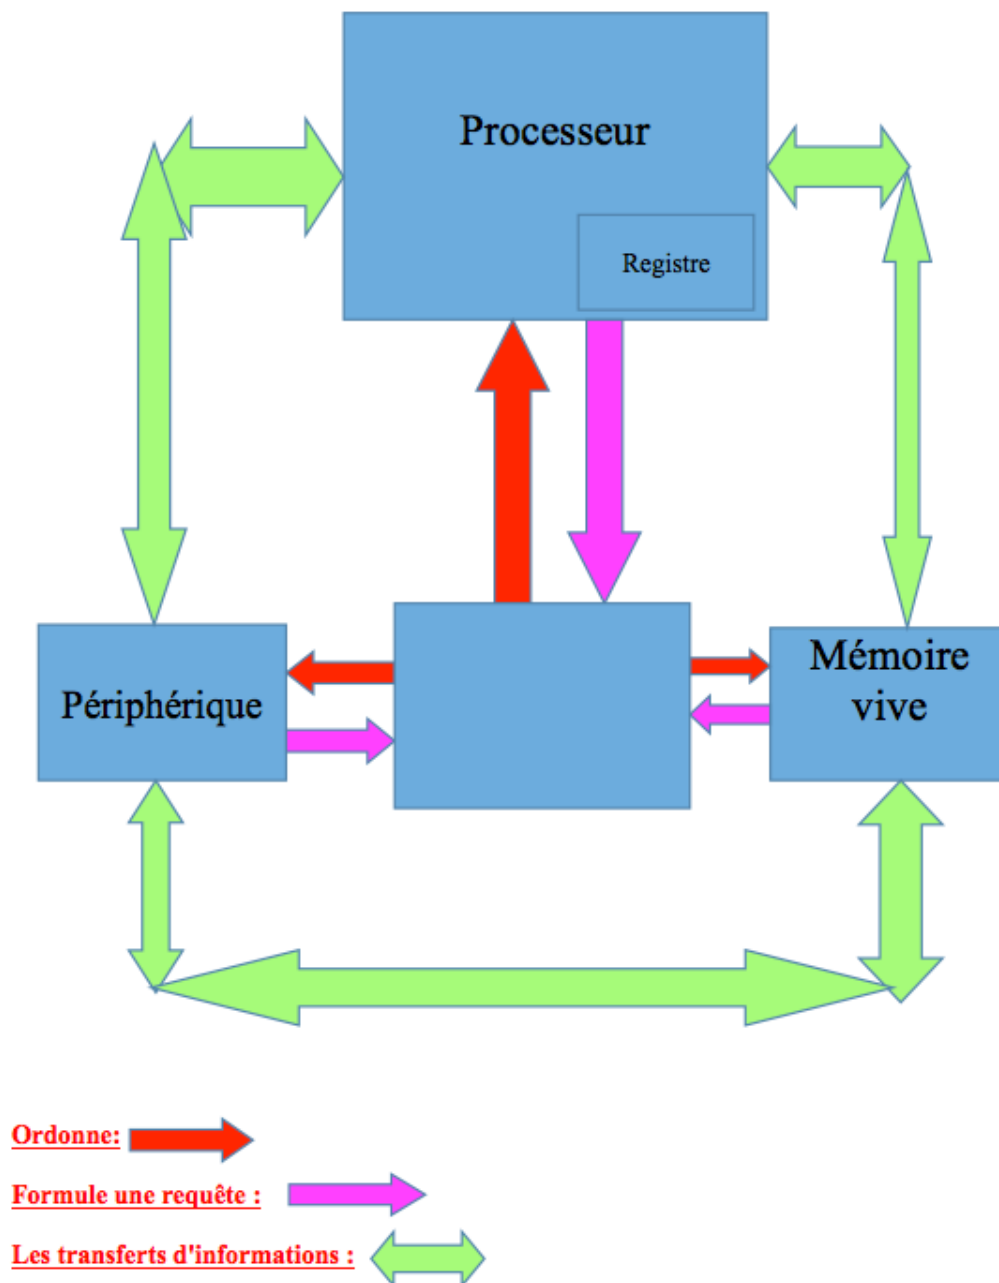 Processeur
Registre
Périphérique
Mémoire
vive
Ordonne:
Formule une requête :
Les transferts d'informations :